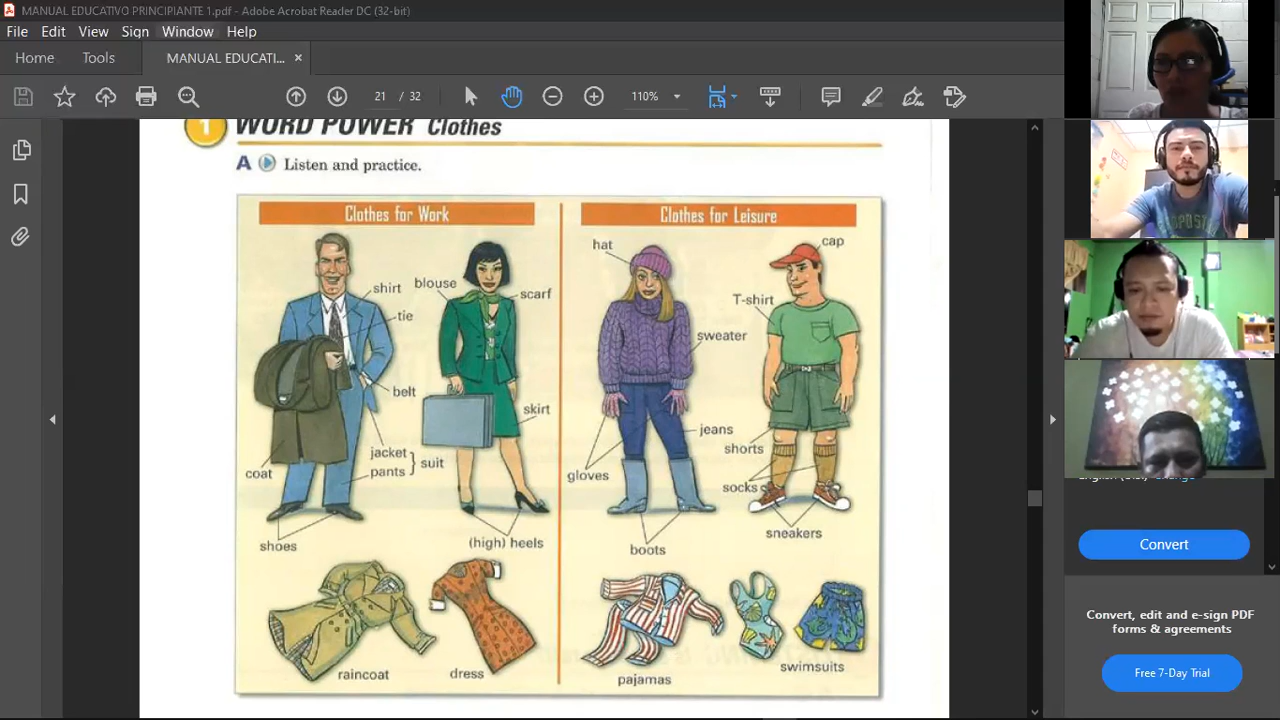 MANUAL EDUCATIVO PRINCIPIANTE 1.pdf - Adobe Acrobat Reader DC (32-bit)
File Edit View Sign Window Help
Home Tools MANUAL EDUCATI... ×
21 / 32 110%
1 WORD POWER Clothes
A Listen and practice.
Clothes for Work
Clothes for Leisure
shirt
tie
blouse
scarf
belt
skirt
jacket
pants
suit
coat
shoes
(high) heels
raincoat
dress
hat
cap
T-shirt
sweater
jeans
shorts
gloves
socks
sneakers
boots
pajamas
swimsuits
Convert
Convert, edit and e-sign PDF
forms & agreements
Free 7-Day Trial